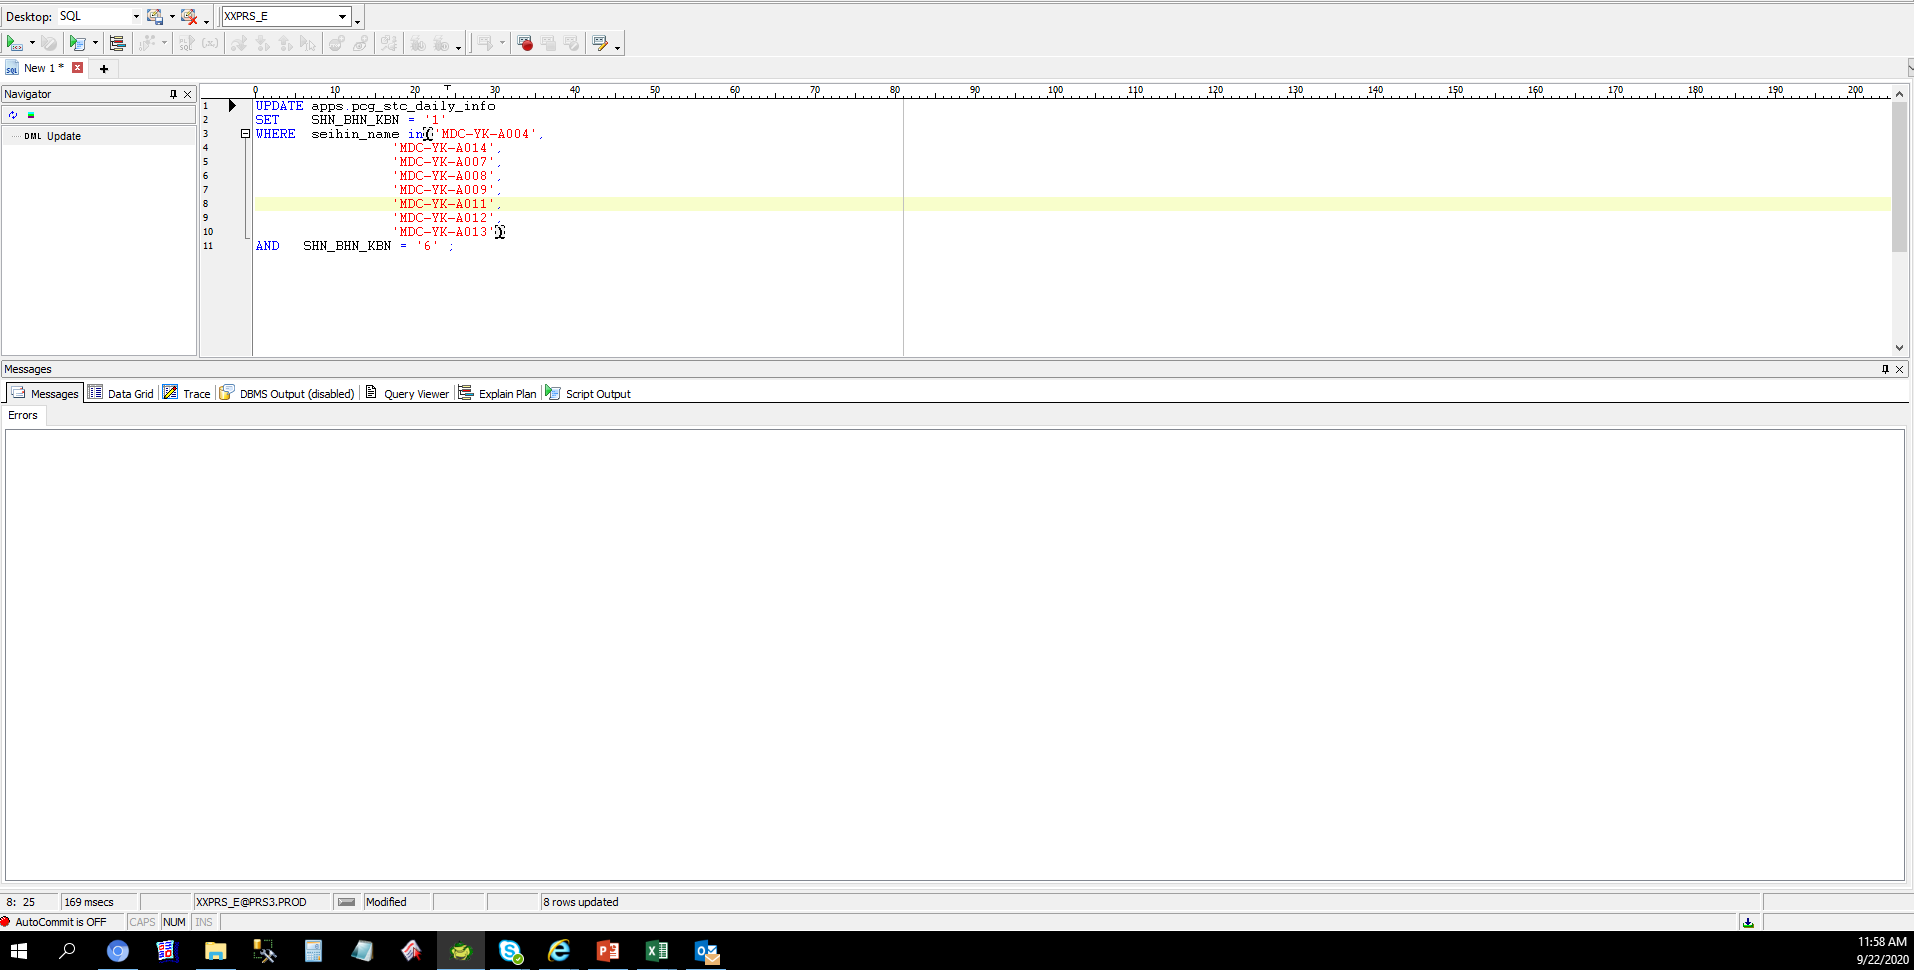 Desktop: SQL XXPRS_E
New 1 *
Navigator
DML Update
0 10 20 30 40 50 60 70 80 90 100 110 120 130 140 150 160 170 180 190 200
1 UPDATE apps.pcg_stc_daily_info
2 SET SHN_BHN_KBN = '1'
3 WHERE seihin_name in('MDC-YK-A004',
4 'MDC-YK-A014',
5 'MDC-YK-A007',
6 'MDC-YK-A008',
7 'MDC-YK-A009',
8 'MDC-YK-A011',
9 'MDC-YK-A012',
10 'MDC-YK-A013')
11 AND SHN_BHN_KBN = '6' ;
Messages
Messages Data Grid Trace DBMS Output (disabled) Query Viewer Explain Plan Script Output
Errors
8: 25 169 msecs XXPRS_E@PRS3.PROD Modified 8 rows updated
AutoCommit is OFF CAPS NUM INS
11:58 AM
9/22/2020